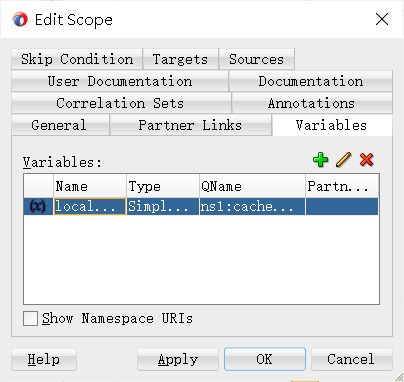 Edit Scope
Skip Condition Targets Sources
User Documentation Documentation
Correlation Sets Annotations
General Partner Links Variables
Variables:
Name Type QName Partn...
(x) local... Simpl... ns1:cache...
Show Namespace URIs
Help Apply OK Cancel